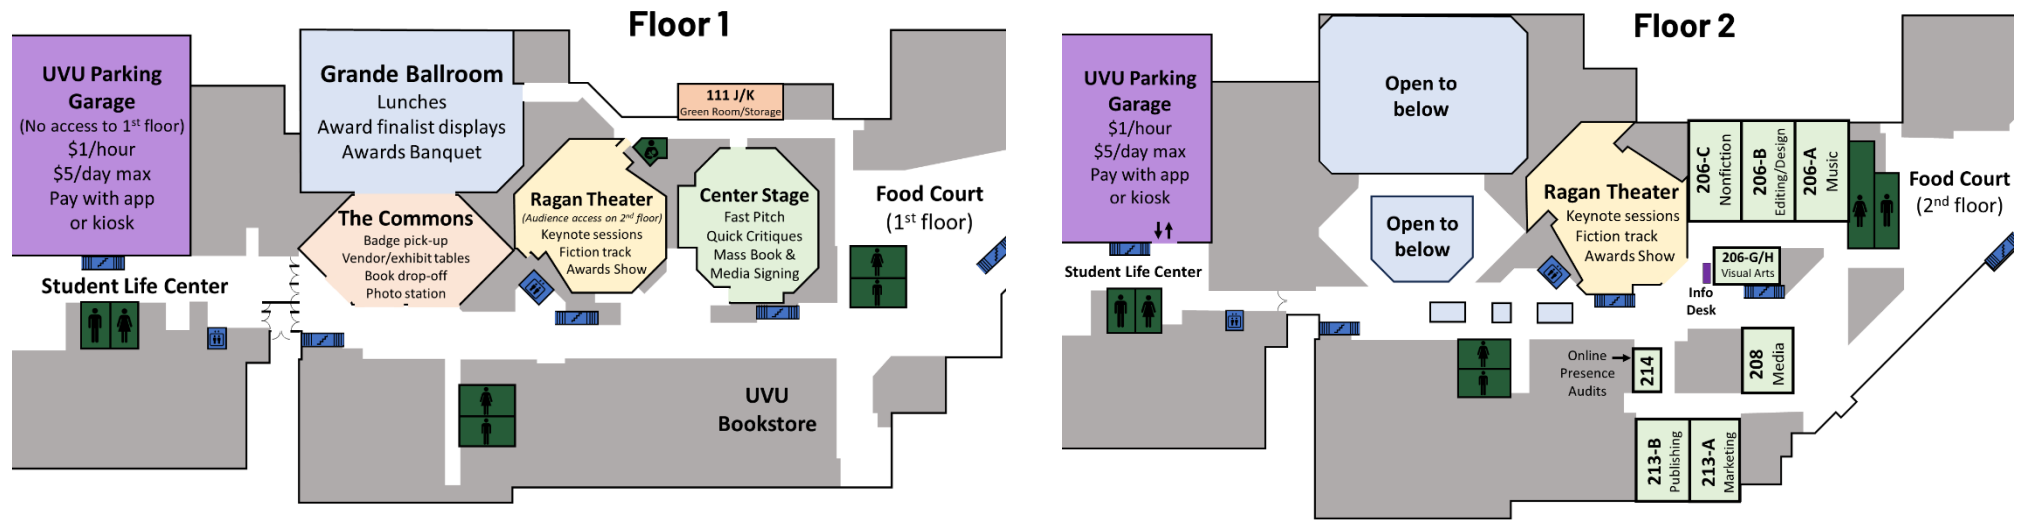 Floor 1
UVU Parking
Garage
(No access to 1st floor)
$1/hour
$5/day max
Pay with app
or kiosk
Grande Ballroom
Lunches
Award finalist displays
Awards Banquet
111 J/K
Green Room/Storage
The Commons
Badge pick-up
Vendor/exhibit tables
Book drop-off
Photo station
Ragan Theater
(Audience access on 2nd floor)
Keynote sessions
Fiction track
Awards Show
Center Stage
Fast Pitch
Quick Critiques
Mass Book &
Media Signing
Food Court
(1st floor)
Student Life Center
UVU
Bookstore
Floor 2
UVU Parking
Garage
$1/hour
$5/day max
Pay with app
or kiosk
Open to
below
Open to
below
Ragan Theater
Keynote sessions
Fiction track
Awards Show
206-C
Nonfiction
206-B
Editing/Design
206-A
Music
Food Court
(2nd floor)
206-G/H
Visual Arts
Info
Desk
Student Life Center
Online
Presence
Audits
214
208
Media
213-B
Publishing
213-A
Marketing